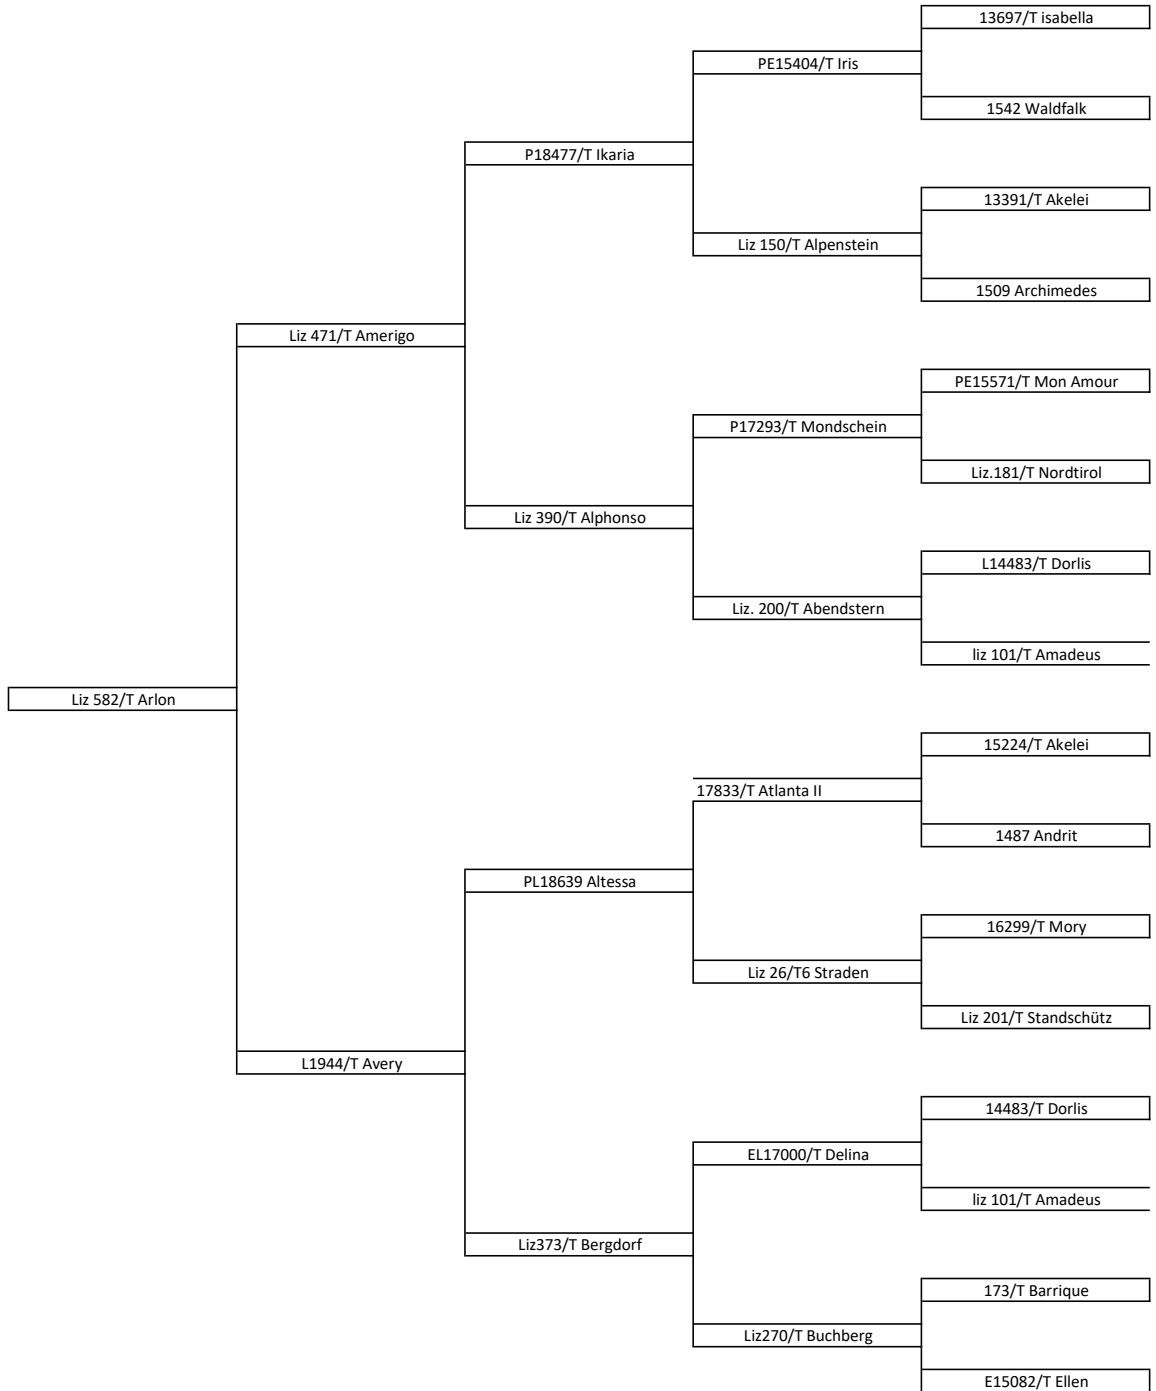 13697/T isabella
PE15404/T Iris
1542 Waldfalk
P18477/T Ikaria
13391/T Akelei
Liz 150/T Alpenstein
1509 Archimedes
Liz 471/T Amerigo
PE15571/T Mon Amour
P17293/T Mondschein
Liz.181/T Nordtirol
Liz 390/T Alphonso
L14483/T Dorlis
Liz. 200/T Abendstern
liz 101/T Amadeus
Liz 582/T Arlon
15224/T Akelei
17833/T Atlanta II
1487 Andrit
PL18639 Altessa
16299/T Mory
Liz 26/T6 Straden
Liz 201/T Standschütz
L1944/T Avery
14483/T Dorlis
EL17000/T Delina
liz 101/T Amadeus
Liz373/T Bergdorf
173/T Barrique
Liz270/T Buchberg
E15082/T Ellen